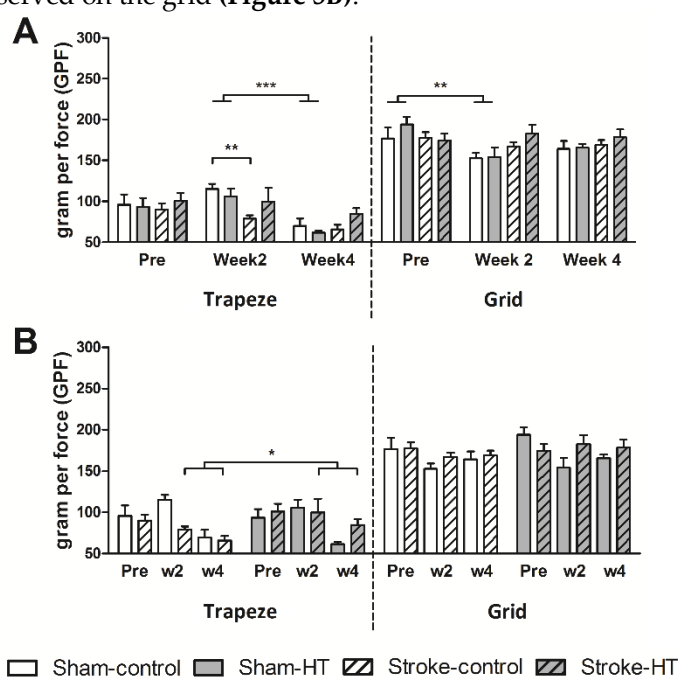 served on the grid (Figure 3B).
A
gram per force (GPF)
300
250
200
150
100
50
***
**
**
Pre Week2 Week4 Pre Week 2 Week 4
Trapeze Grid
B
gram per force (GPF)
300
250
200
150
100
50
*
Pre w2 w4 Pre w2 w4 Pre w2 w4 Pre w2 w4
Trapeze Grid
Sham-control Sham-HT Stroke-control Stroke-HT